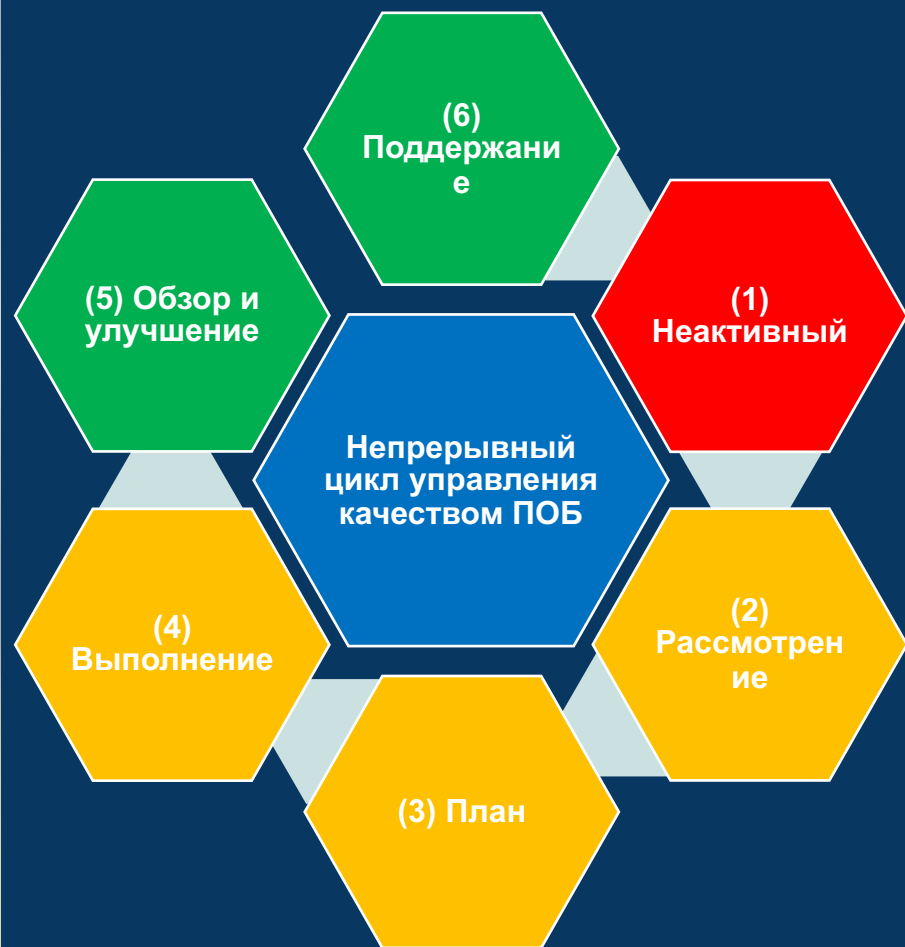 (6)
Поддержани
е
(5) Обзор и
улучшение
(1)
Неактивный
Непрерывный
цикл управления
качеством ПОБ
(4)
Выполнение
(2)
Рассмотрен
ие
(3) План